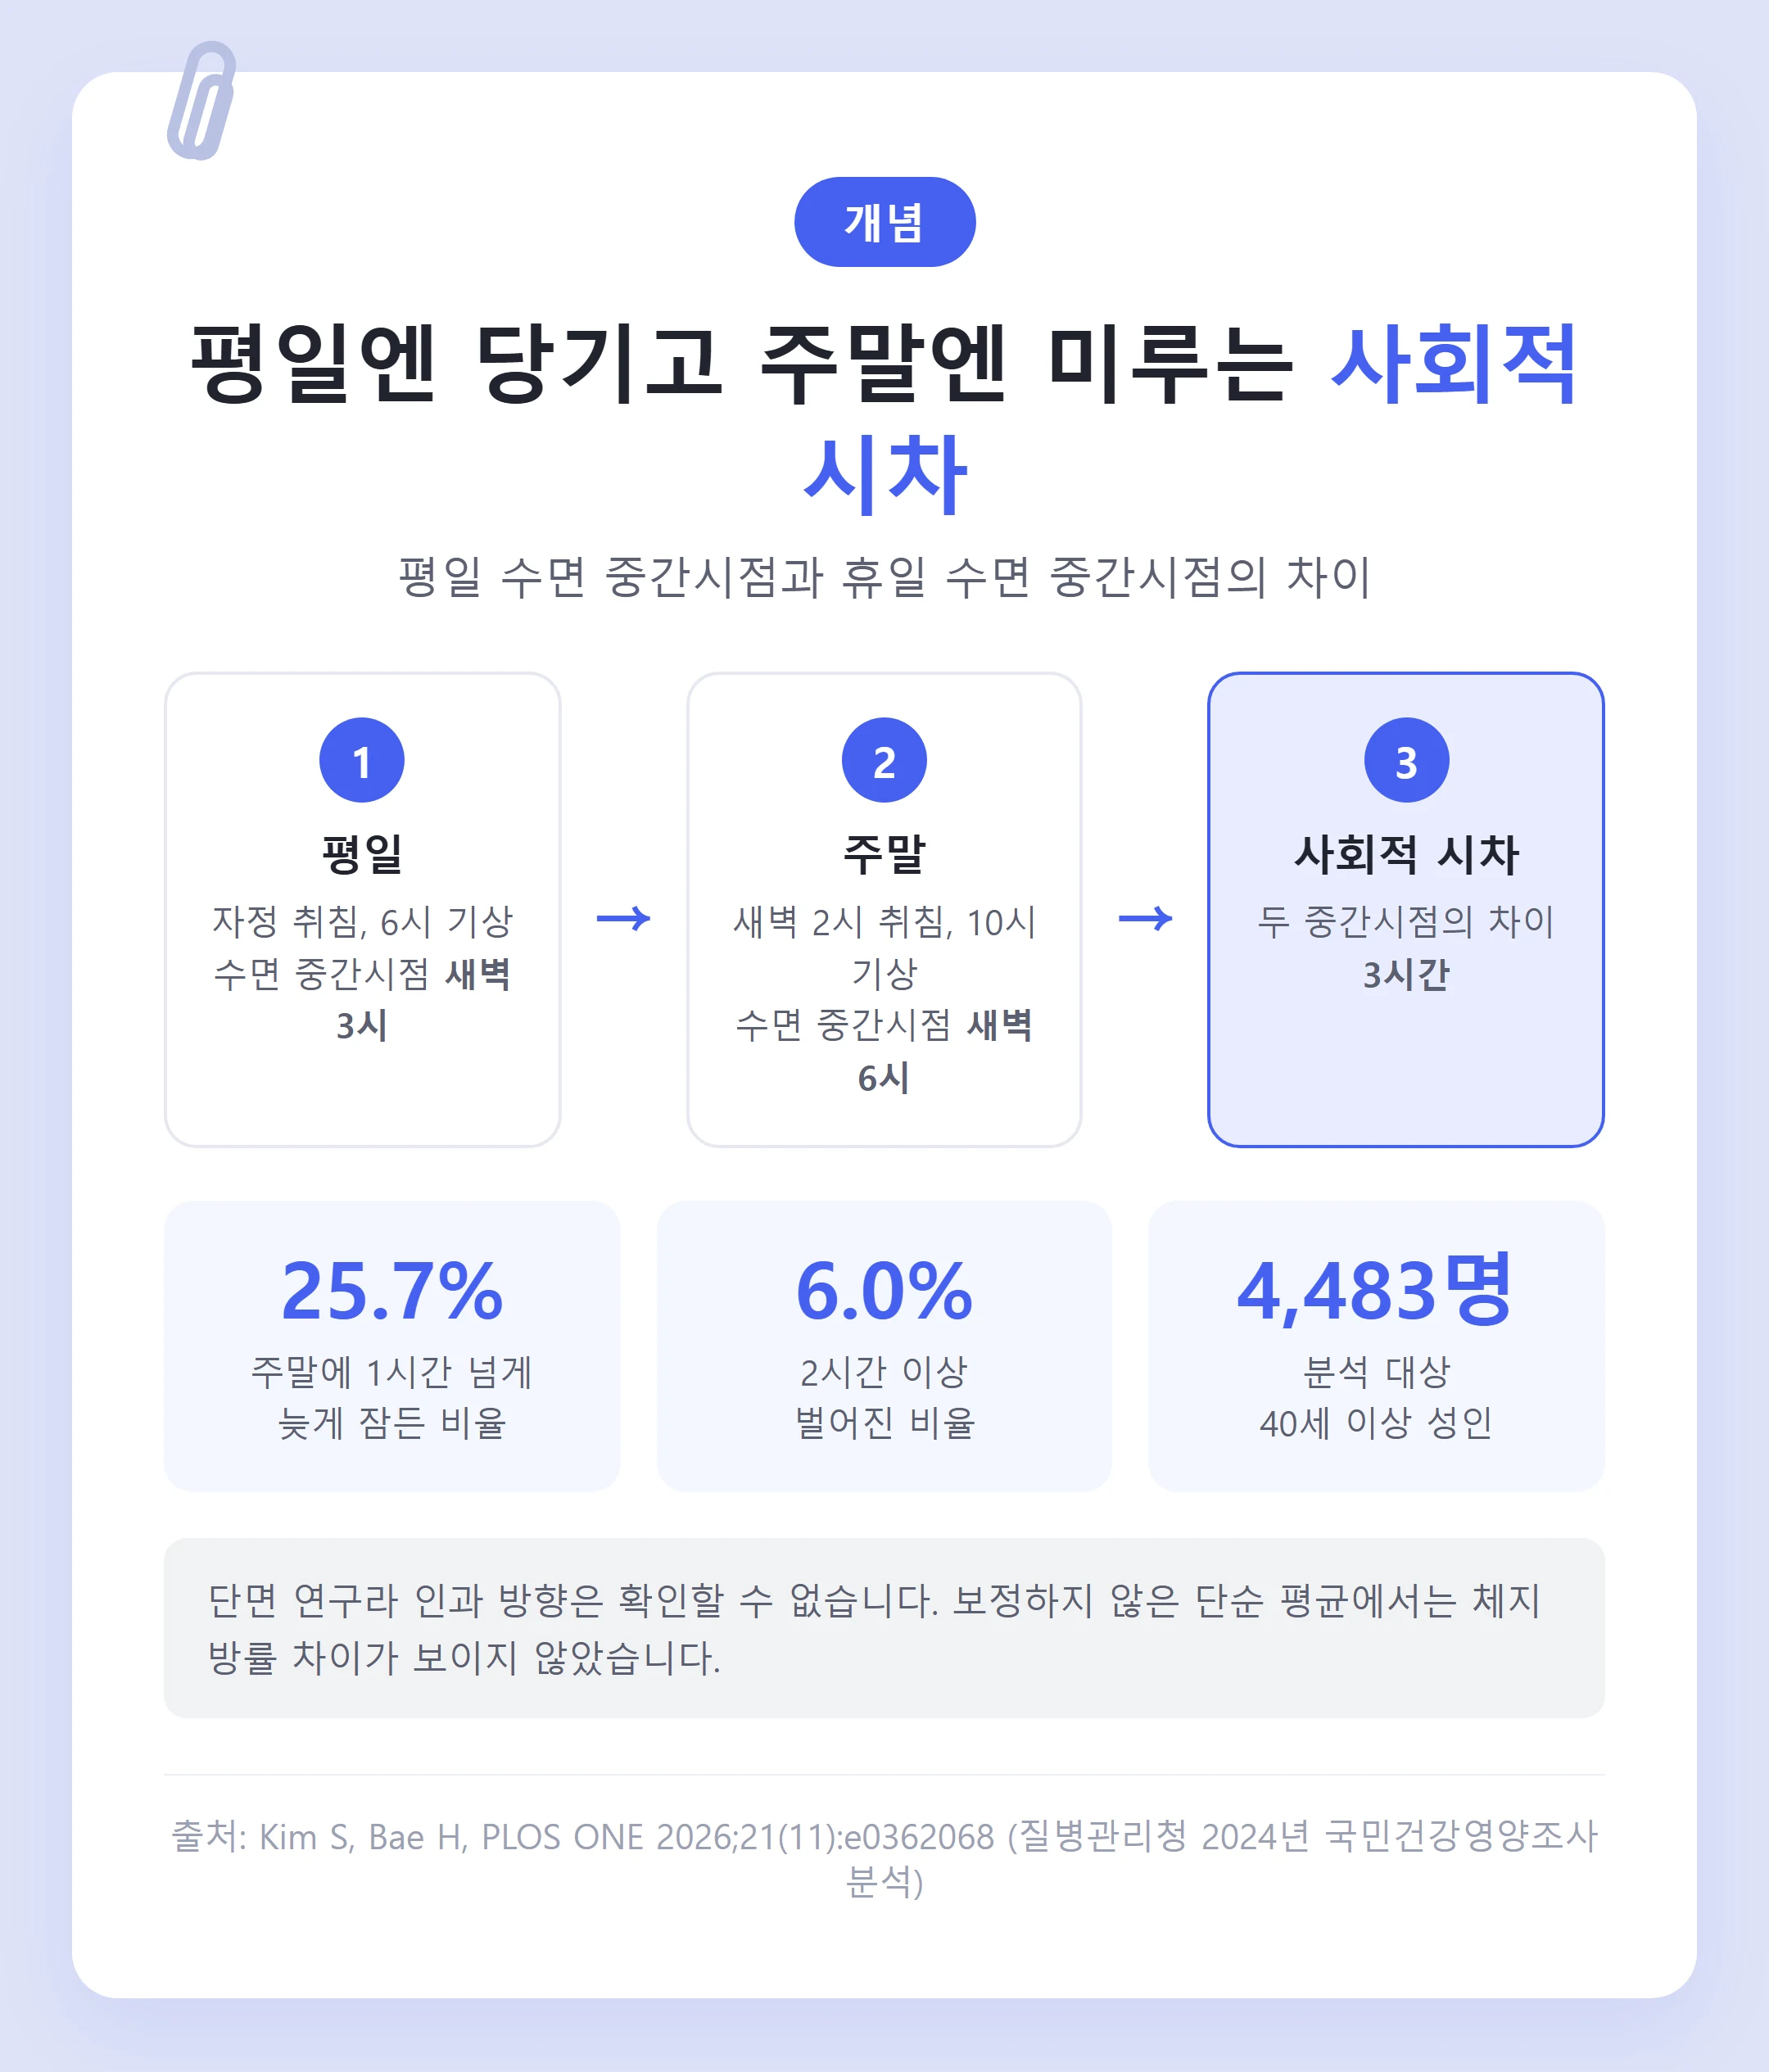 개념
평일엔 당기고 주말엔 미루는 사회적
시차
평일 수면 중간시점과 휴일 수면 중간시점의 차이
1
평일
자정 취침, 6시 기상
수면 중간시점 새벽
3시
→
2
주말
새벽 2시 취침, 10시
기상
수면 중간시점 새벽
6시
→
3
사회적 시차
두 중간시점의 차이
3시간
25.7%
주말에 1시간 넘게
늦게 잠든 비율
6.0%
2시간 이상
벌어진 비율
4,483명
분석 대상
40세 이상 성인
단면 연구라 인과 방향은 확인할 수 없습니다. 보정하지 않은 단순 평균에서는 체지
방률 차이가 보이지 않았습니다.
출처: Kim S, Bae H, PLOS ONE 2026;21(11):e0362068 (질병관리청 2024년 국민건강영양조사
분석)